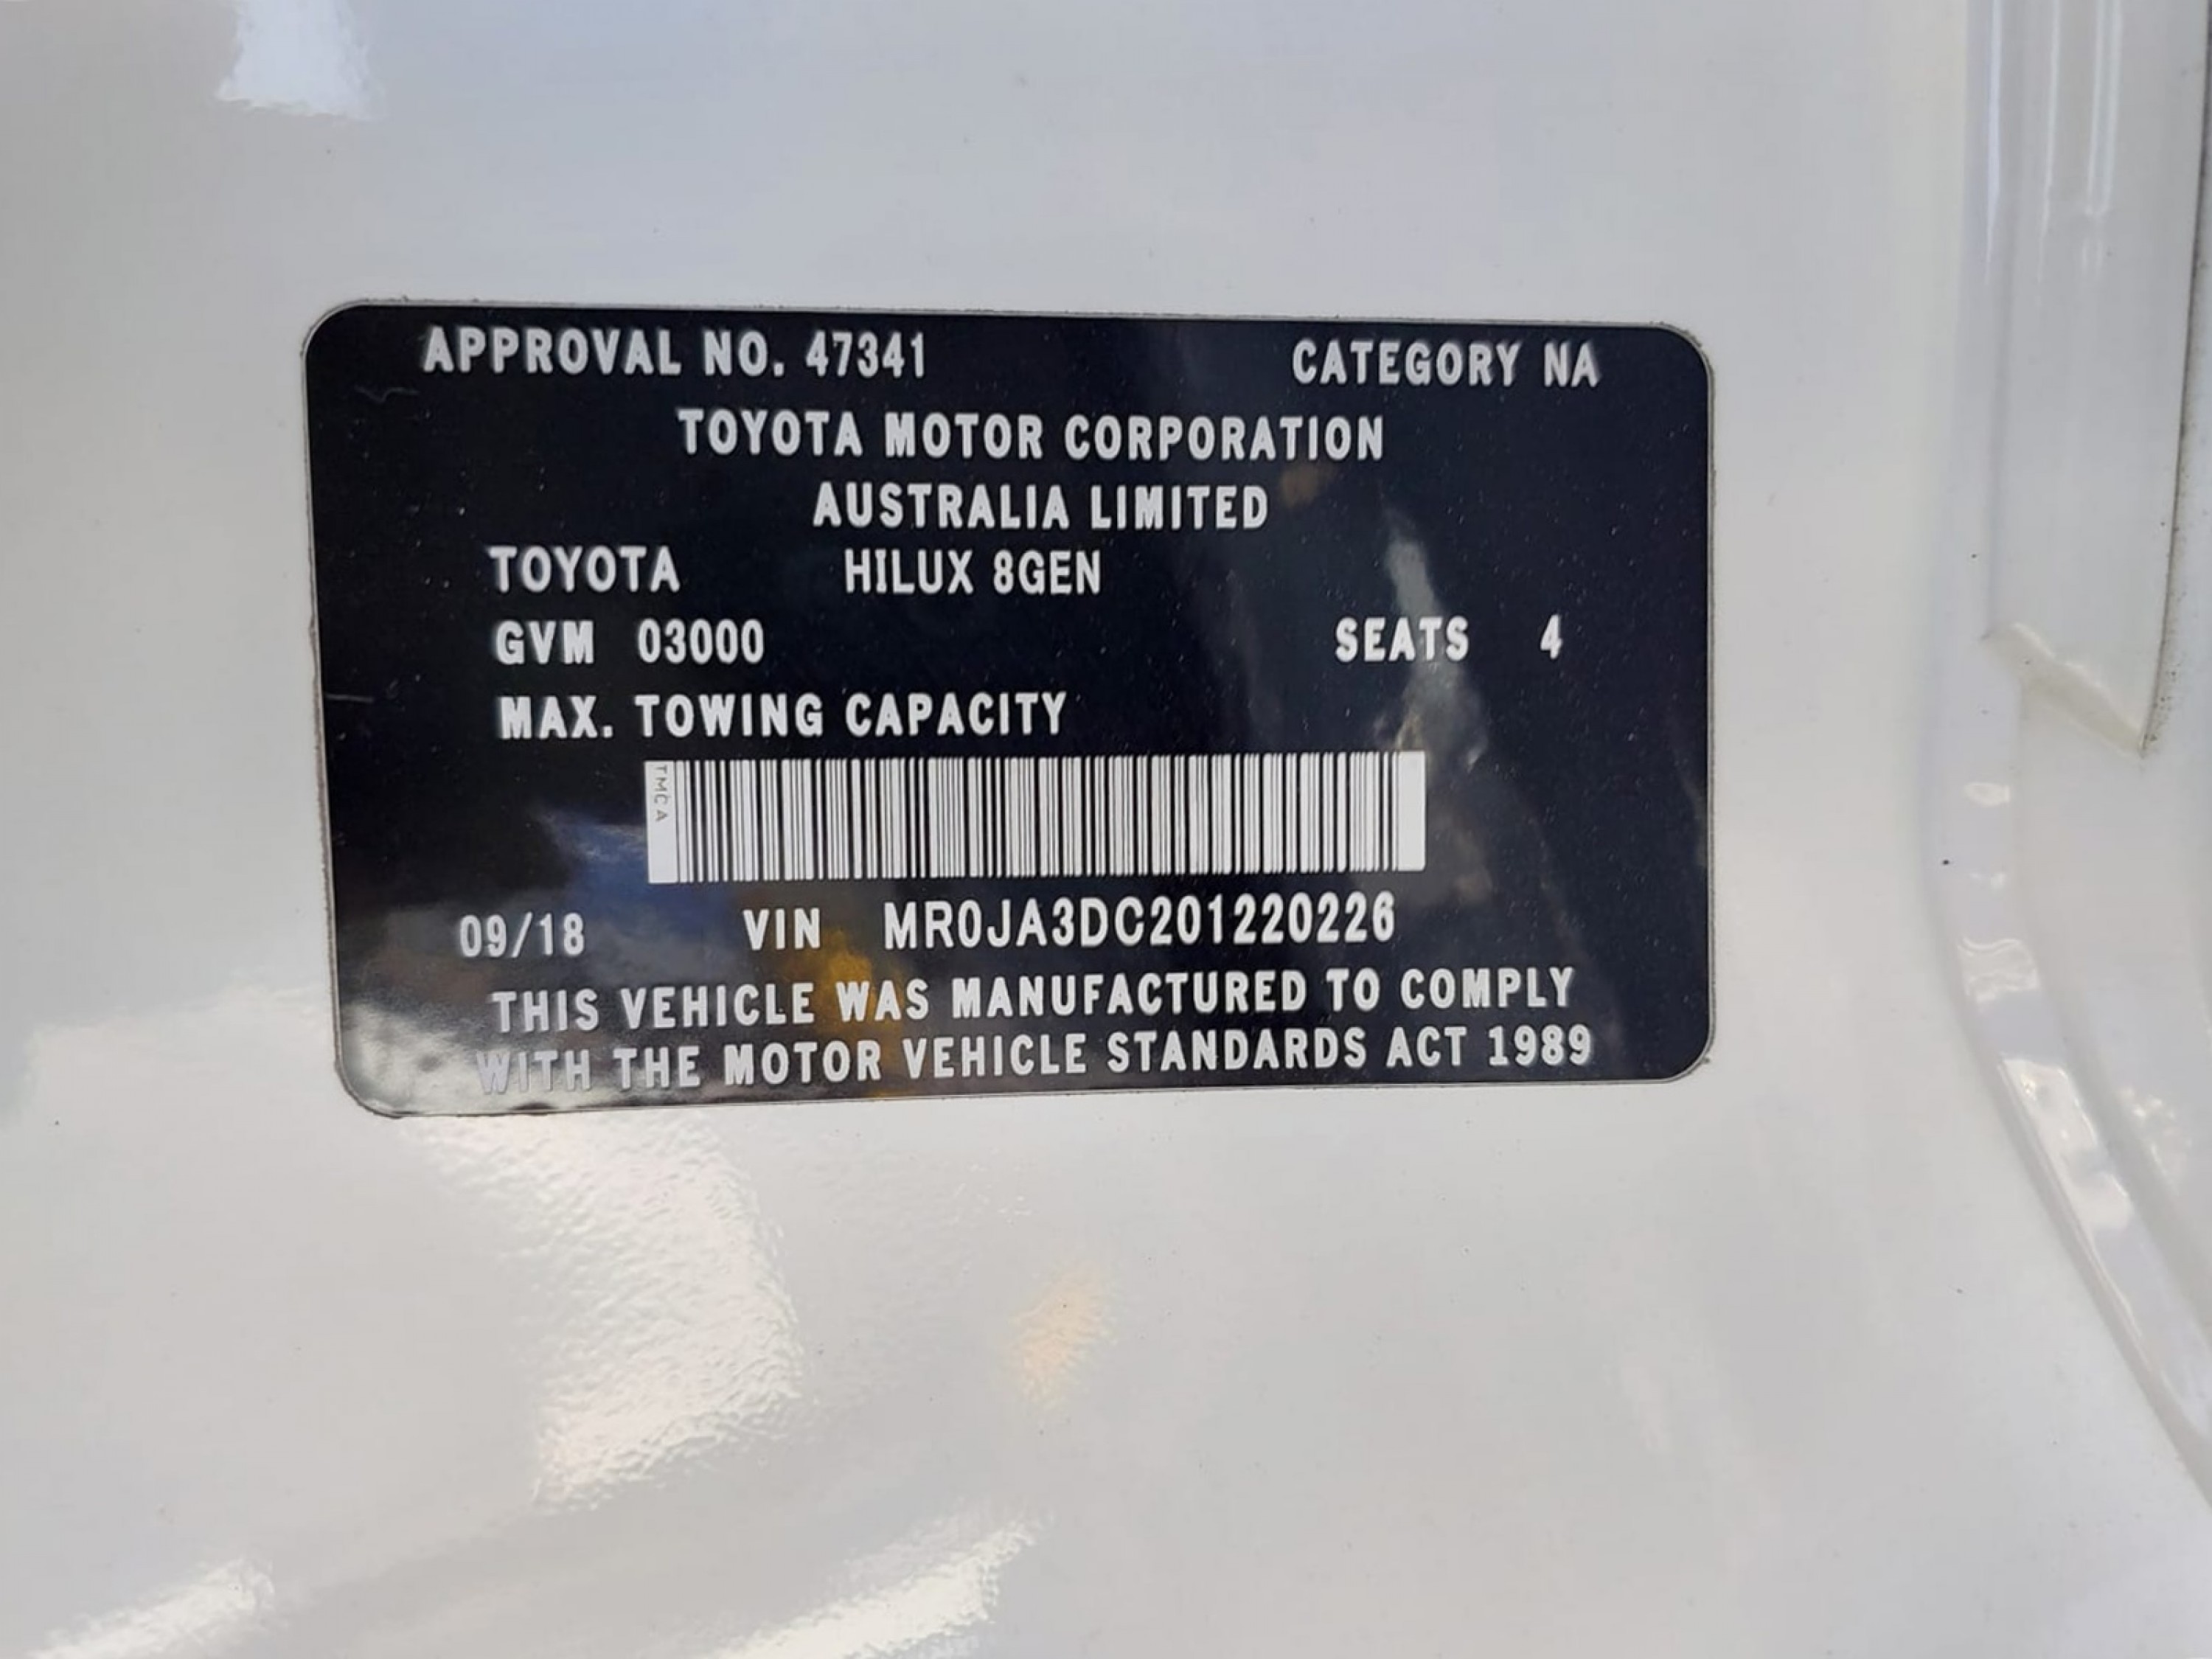 APPROVAL NO. 47341 CATEGORY NA
TOYOTA MOTOR CORPORATION
AUSTRALIA LIMITED
TOYOTA HILUX 8GEN
GVM 03000 SEATS 4
MAX. TOWING CAPACITY
TMCA
09/18 VIN MR0JA3DC201220226
THIS VEHICLE WAS MANUFACTURED TO COMPLY
WITH THE MOTOR VEHICLE STANDARDS ACT 1989